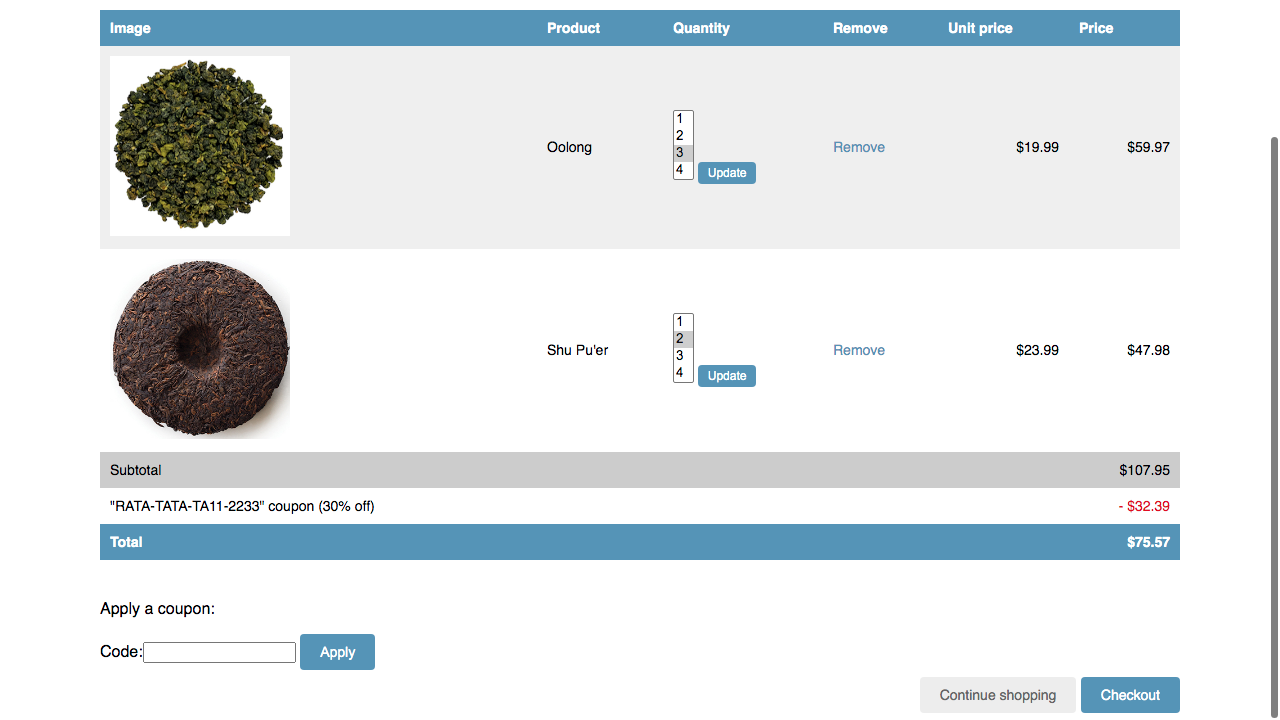 Image Product Quantity Remove Unit price Price
1
2
Oolong 3 Remove $19.99 $59.97
4 Update
1
2
Shu Pu'er 3 Remove $23.99 $47.98
4 Update
Subtotal $107.95
"RATA-TATA-TA11-2233" coupon (30% off) - $32.39
Total $75.57
Apply a coupon:
Code: Apply
Continue shopping Checkout